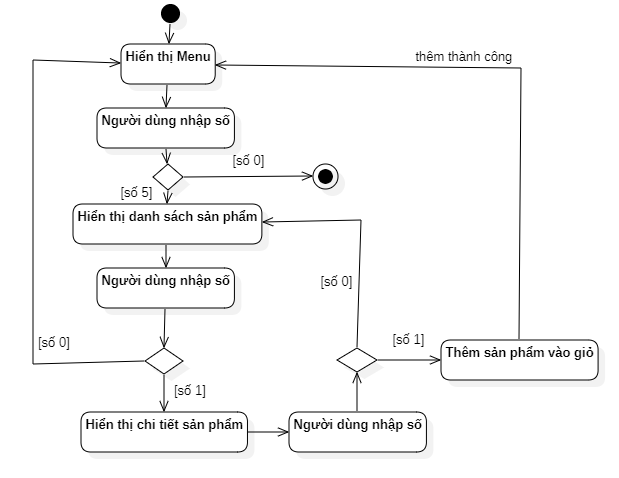 Hiển thị Menu
thêm thành công
Người dùng nhập số
[số 0]
[số 5]
Hiển thị danh sách sản phẩm
Người dùng nhập số
[số 0]
[số 0]
[số 1]
Thêm sản phẩm vào giỏ
[số 1]
Hiển thị chi tiết sản phẩm
Người dùng nhập số